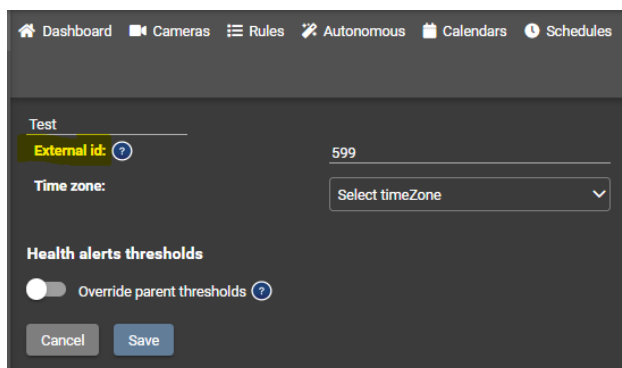 Dashboard Cameras Rules Autonomous Calendars Schedules
Test
External id: ? 599
Time zone: Select timeZone
Health alerts thresholds
Override parent thresholds ?
Cancel Save